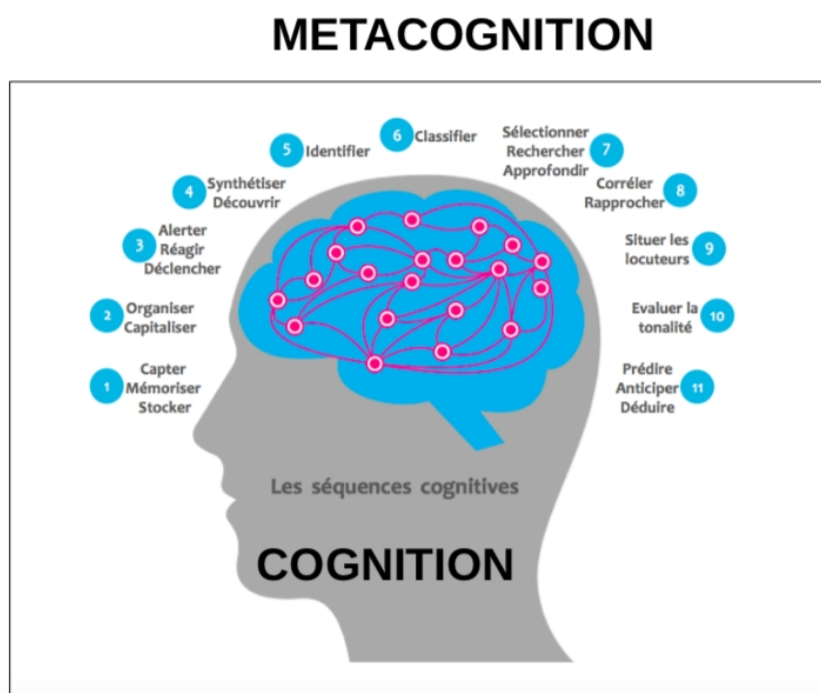 METACOGNITION
1
Capter
Mémoriser
Stocker
2
Organiser
Capitaliser
3
Alerter
Réagir
Déclencher
4
Synthétiser
Découvrir
5
Identifier
6
Classifier
Sélectionner
Rechercher
Approfondir
7
Corréler
Rapprocher
8
Situer les
locuteurs
9
Evaluer la
tonalité
10
Prédire
Anticiper
Déduire
11
Les séquences cognitives
COGNITION